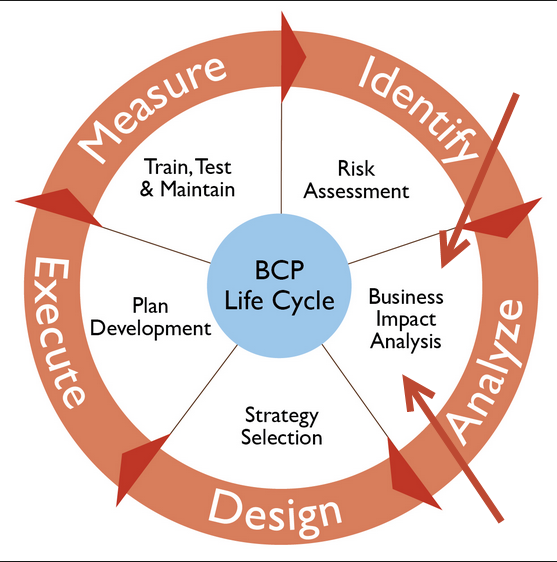 Measure
Identify
Train, Test
& Maintain
Risk
Assessment
BCP
Life Cycle
Business
Impact
Analysis
Plan
Development
Execute
Analyze
Strategy
Selection
Design